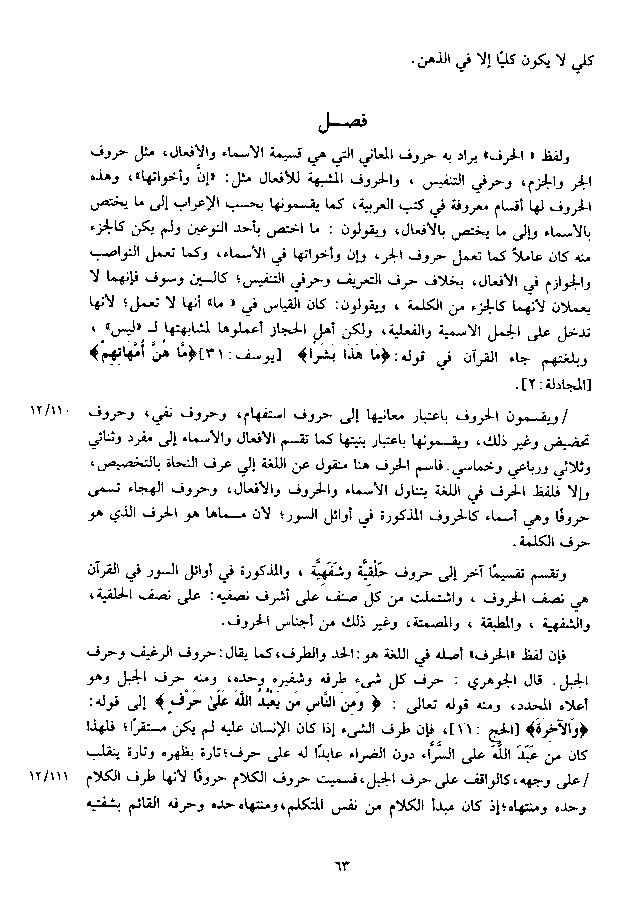 كلي لا يكون كليًا إلا في الذهن.
فصــل
ولفظ «الحرف» يراد به حروف المعاني التي هي قسيمة الأسماء والأفعال، مثل حروف
الجر والجزم، وحرفي التنفيس، والحروف المشبهة للأفعال مثل: «إنَّ وأخواتها»، وهذه
الحروف لها أقسام معروفة في كتب العربية، كما يقسمونها بحسب الإعراب إلى ما يختص
بالأسماء وإلى ما يختص بالأفعال، ويقولون: ما اختص بأحد النوعين ولم يكن كالجزء
منه كان عاملاً كما تعمل حروف الجر، وإن وأخواتها في الأسماء، وكما تعمل النواصب
والجوازم في الأفعال، بخلاف حرف التعريف وحرفي التنفيس؛ كالسين وسوف فإنهما لا
يعملان لأنهما كالجزء من الكلمة، ويقولون: كان القياس في «ما» أنها لا تعمل؛ لأنها
تدخل على الجمل الاسمية والفعلية، ولكن أهل الحجاز أعملوها لمشابهتها لـ «ليس»،
وبلغتهم جاء القرآن في قوله: ﴿مَا هَذَا بَشَرًا﴾ [يوسف: ٣١] ﴿مَّا هُنَّ أُمَّهَاتِهِمْ﴾
[المجادلة: ٢].
١٢/١١٠ / ويقسمون الحروف باعتبار معانيها إلى حروف استفهام، وحروف نفي، وحروف
تحضيض وغير ذلك، ويقسمونها باعتبار بنيتها كما تقسم الأفعال والأسماء إلى مفرد وثنائي
وثلاثي ورباعي وخماسي. فاسم الحرف هنا منقول عن اللغة إلى عرف النحاة بالتخصيص،
وإلا فلفظ الحرف في اللغة يتناول الأسماء والحروف والأفعال، وحروف الهجاء تسمى
حروفًا وهي أسماء كالحروف المذكورة في أوائل السور؛ لأن مسماها هو الحرف الذي هو
حرف الكلمة.
وتقسم تقسيمًا آخر إلى حروف حَلْقِيَّة وشَفَهِيَّة، والمذكورة في أوائل السور في القرآن
هي نصف الحروف، واشتملت من كل صنف على أشرف نصفيه: على نصف الحلقية،
والشفهية، والمطبقة، والمصمتة، وغير ذلك من أجناس الحروف.
فإن لفظ «الحرف» أصله في اللغة هو: الحد والطرف، كما يقال: حروف الرغيف وحرف
الجبل. قال الجوهري: حرف كل شيء طرفه وشفيره وحده، ومنه حرف الجبل وهو
أعلاه المحدد، ومنه قوله تعالى: ﴿وَمِنَ النَّاسِ مَن يَعْبُدُ اللَّهَ عَلَىٰ حَرْفٍ﴾ إلى قوله:
﴿وَالْآخِرَةَ﴾ [الحج: ١١]، فإن طرف الشيء إذا كان الإنسان عليه لم يكن مستقرًا؛ فلهذا
كان من عَبَدَ اللَّهَ على السَّرَّاء دون الضراء عابدًا له على حرف؛ تارة يظهره وتارة ينقلب
١٢/١١١ / على وجهه، كالواقف على حرف الجبل، فسميت حروف الكلام حروفًا لأنها طرف الكلام
وحده ومنتهاه؛ إذ كان مبدأ الكلام من نفس المتكلم، ومنتهاه حده وحرفه القائم بشفتيه
٦٣